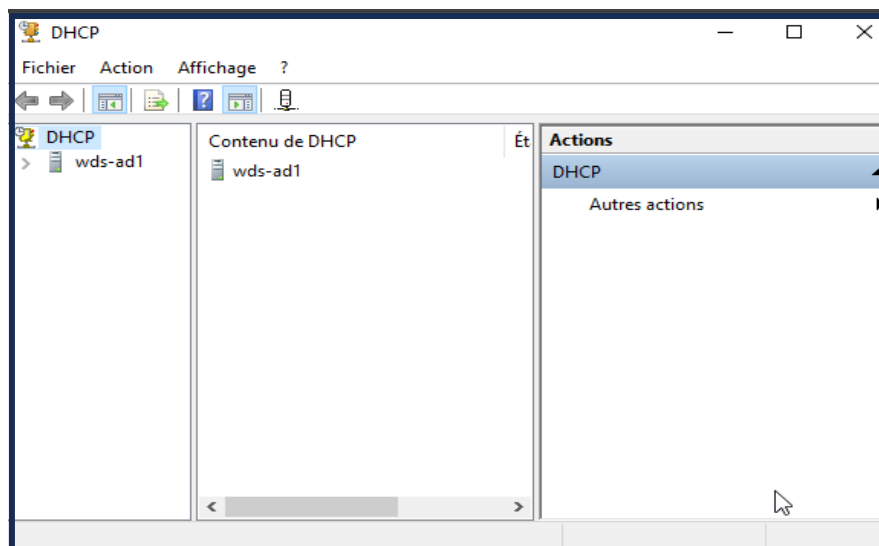 DHCP
Fichier Action Affichage ?
DHCP
wds-ad1
Contenu de DHCP Ét
wds-ad1
Actions
DHCP
Autres actions